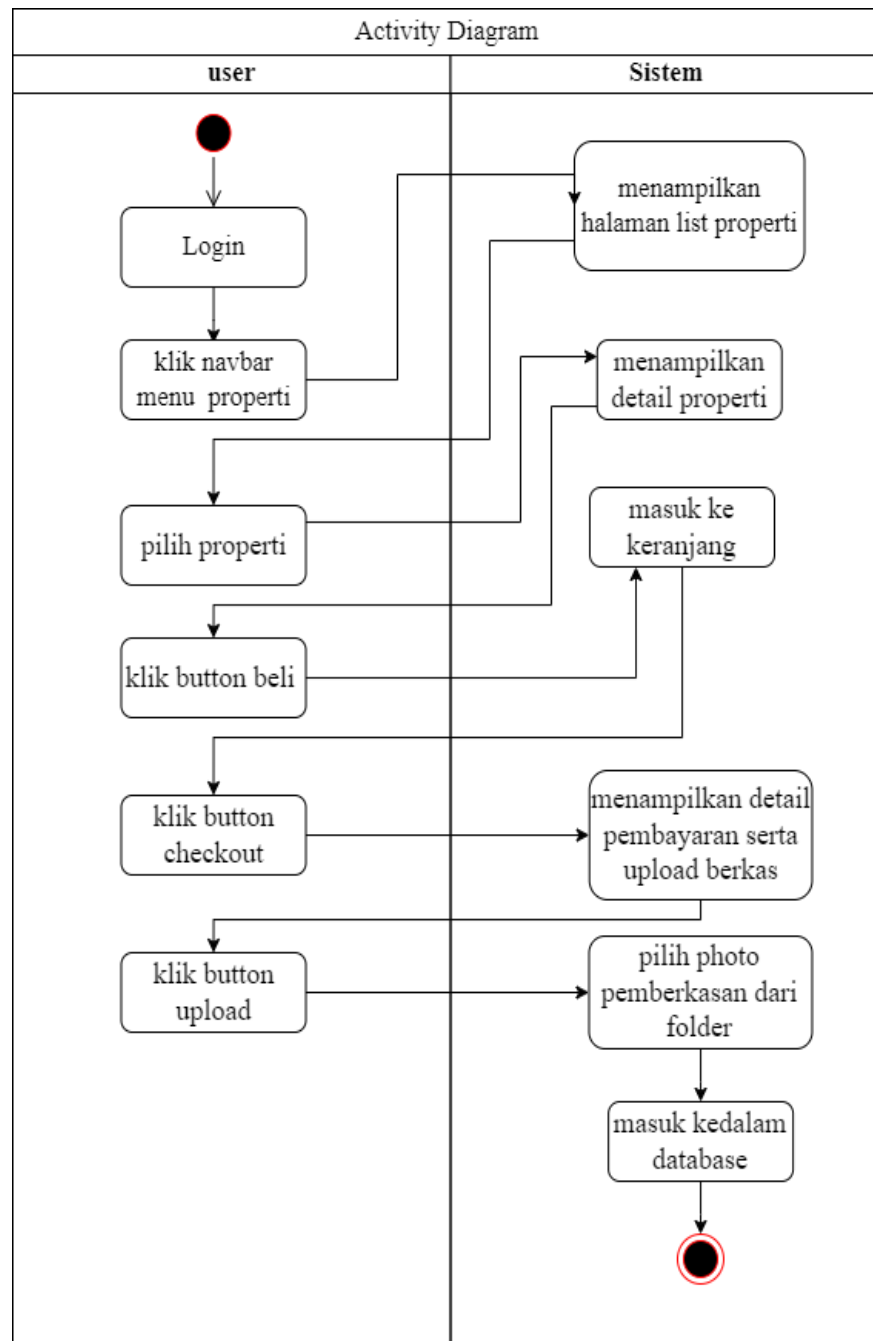 Activity Diagram
user
Sistem
Login
klik navbar
menu properti
menampilkan
halaman list properti
pilih properti
menampilkan
detail properti
klik button beli
masuk ke
keranjang
klik button
checkout
menampilkan detail
pembayaran serta
upload berkas
klik button
upload
pilih photo
pemberkasan dari
folder
masuk kedalam
database